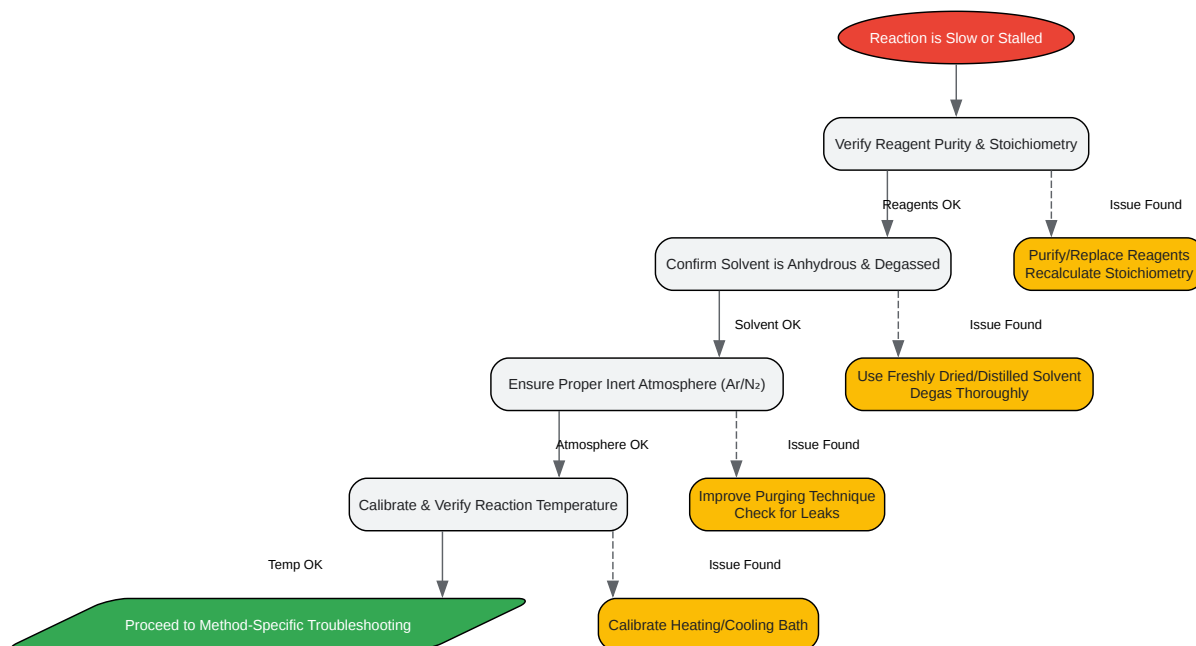 Reaction is Slow or Stalled
Verify Reagent Purity & Stoichiometry
Reagents OK
Issue Found
Confirm Solvent is Anhydrous & Degassed
Purify/Replace Reagents
Recalculate Stoichiometry
Solvent OK
Issue Found
Ensure Proper Inert Atmosphere (Ar/N₂)
Use Freshly Dried/Distilled Solvent
Degas Thoroughly
Atmosphere OK
Issue Found
Calibrate & Verify Reaction Temperature
Improve Purging Technique
Check for Leaks
Temp OK
Issue Found
Proceed to Method-Specific Troubleshooting
Calibrate Heating/Cooling Bath